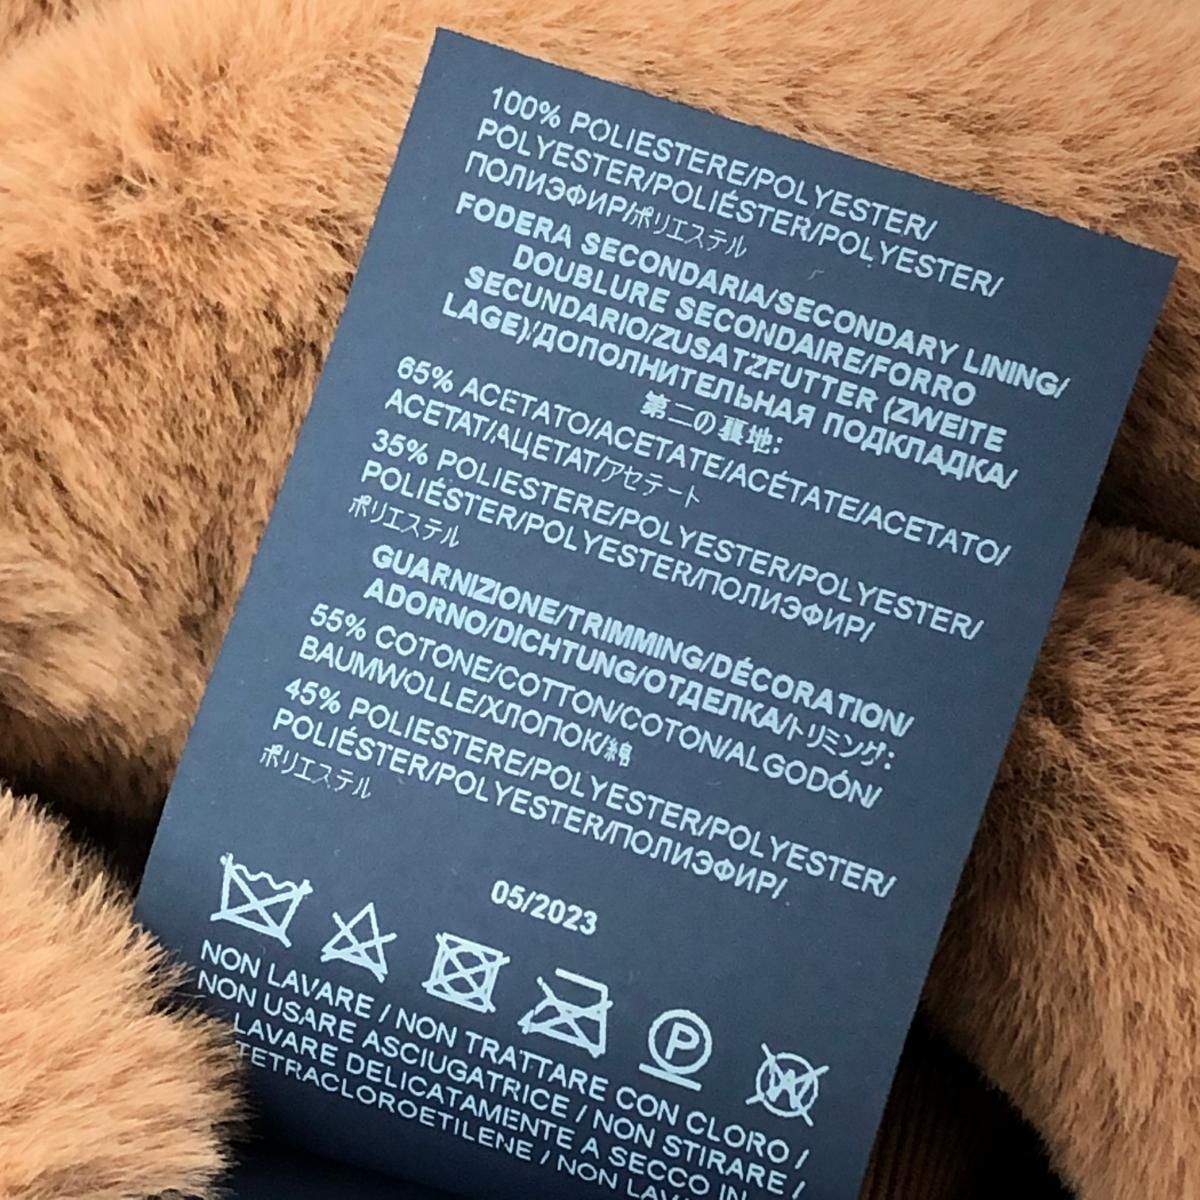 100% POLIESTERE/POLYESTER/
POLYESTER/POLIÉSTER/POLYESTER/
ПОЛИЭФИР/ポリエステル
FODERA SECONDARIA/SECONDARY LINING/
DOUBLURE SECONDAIRE/FORRO
SECUNDARIO/ZUSATZFUTTER (ZWEITE
LAGE)/ДОПОЛНИТЕЛЬНАЯ ПОДКЛАДКА/
第二の裏地:
65% ACETATO/ACETATE/ACÉTATE/ACETATO/
ACETAT/АЦЕТАТ/アセテート
35% POLIESTERE/POLYESTER/POLYESTER/
POLIÉSTER/POLYESTER/ПОЛИЭФИР/
ポリエステル
GUARNIZIONE/TRIMMING/DÉCORATION/
ADORNO/DICHTUNG/ОТДЕЛКА/トリミング:
55% COTONE/COTTON/COTON/ALGODÓN/
BAUMWOLLE/ХЛОПОК/綿
45% POLIESTERE/POLYESTER/POLYESTER/
POLIÉSTER/POLYESTER/ПОЛИЭФИР/
ポリエステル
05/2023
P W
NON LAVARE / NON TRATTARE CON CLORO /
NON USARE ASCIUGATRICE / NON STIRARE /
LAVARE DELICATAMENTE A SECCO IN
TETRACLOROETILENE / NON